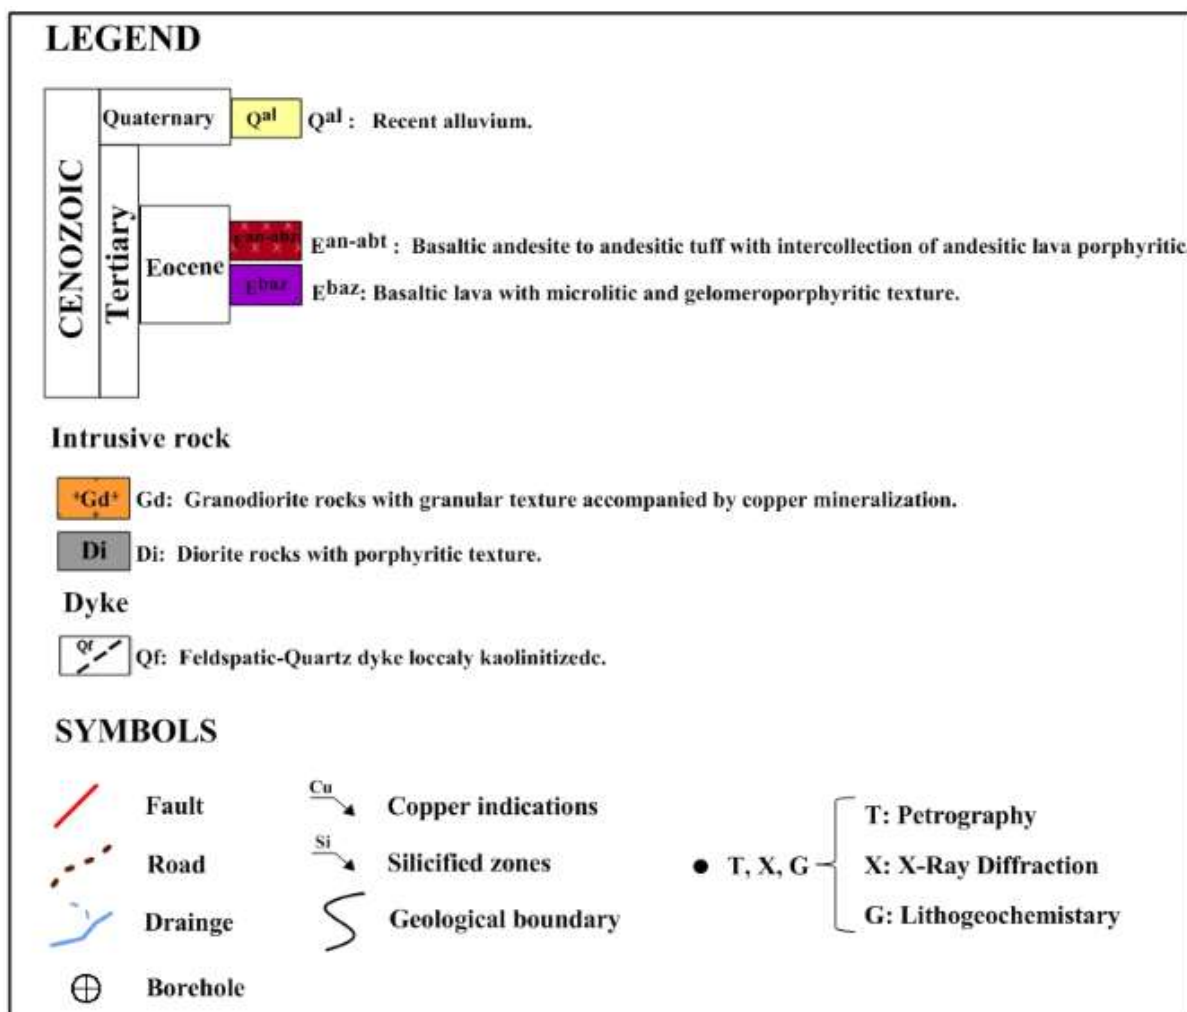 LEGEND
CENOZOIC
Quaternary
Qal
Qal : Recent alluvium.
Tertiary
Eocene
Ean-abt : Basaltic andesite to andesitic tuff with intercollection of andesitic lava porphyritic
Ebaz
Ebaz: Basaltic lava with microlitic and gelomeroporphyritic texture.
Intrusive rock
+Gd+
Gd: Granodiorite rocks with granular texture accompanied by copper mineralization.
Di
Di: Diorite rocks with porphyritic texture.
Dyke
Qf
Qf: Feldspatic-Quartz dyke loccaly kaolinitizedc.
SYMBOLS
Fault
Road
Drainge
Borehole
Cu
Copper indications
Si
Silicified zones
Geological boundary
T, X, G
T: Petrography
X: X-Ray Diffraction
G: Lithogeochemistary